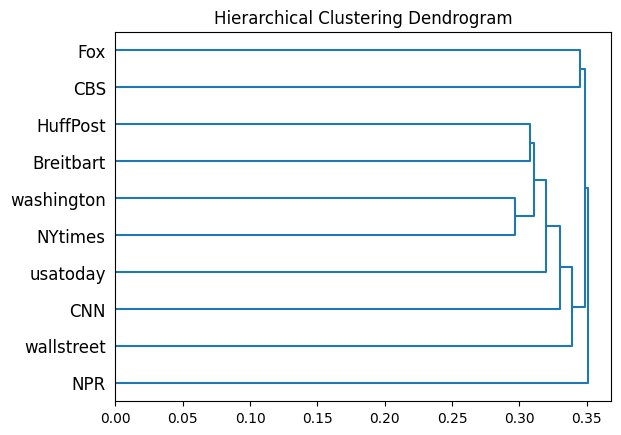 Hierarchical Clustering Dendrogram
Fox
CBS
HuffPost
Breitbart
washington
NYtimes
usatoday
CNN
wallstreet
NPR
0.00 0.05 0.10 0.15 0.20 0.25 0.30 0.35